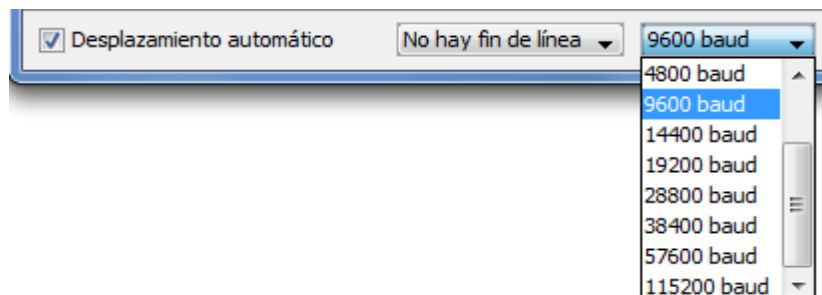 Desplazamiento automático
No hay fin de línea
9600 baud
4800 baud
9600 baud
14400 baud
19200 baud
28800 baud
38400 baud
57600 baud
115200 baud